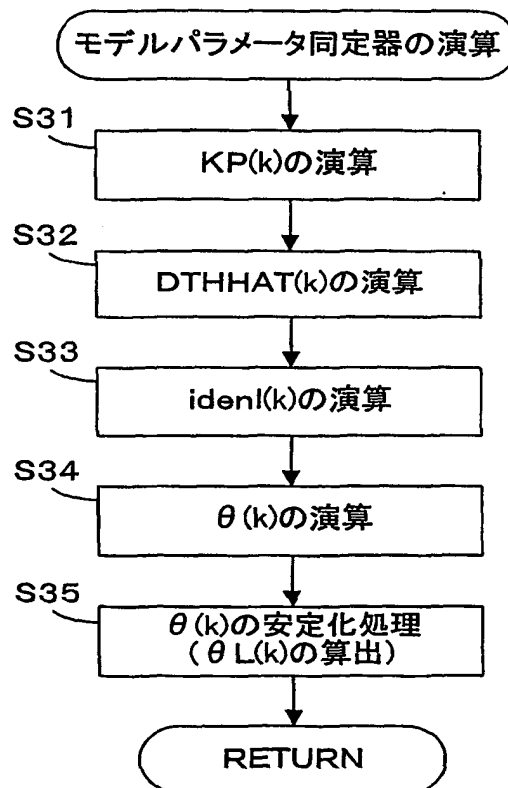 モデルパラメータ同定器の演算
S31
KP(k)の演算
S32
DTHHAT(k)の演算
S33
idenl(k)の演算
S34
θ(k)の演算
S35
θ(k)の安定化処理
(θL(k)の算出)
RETURN